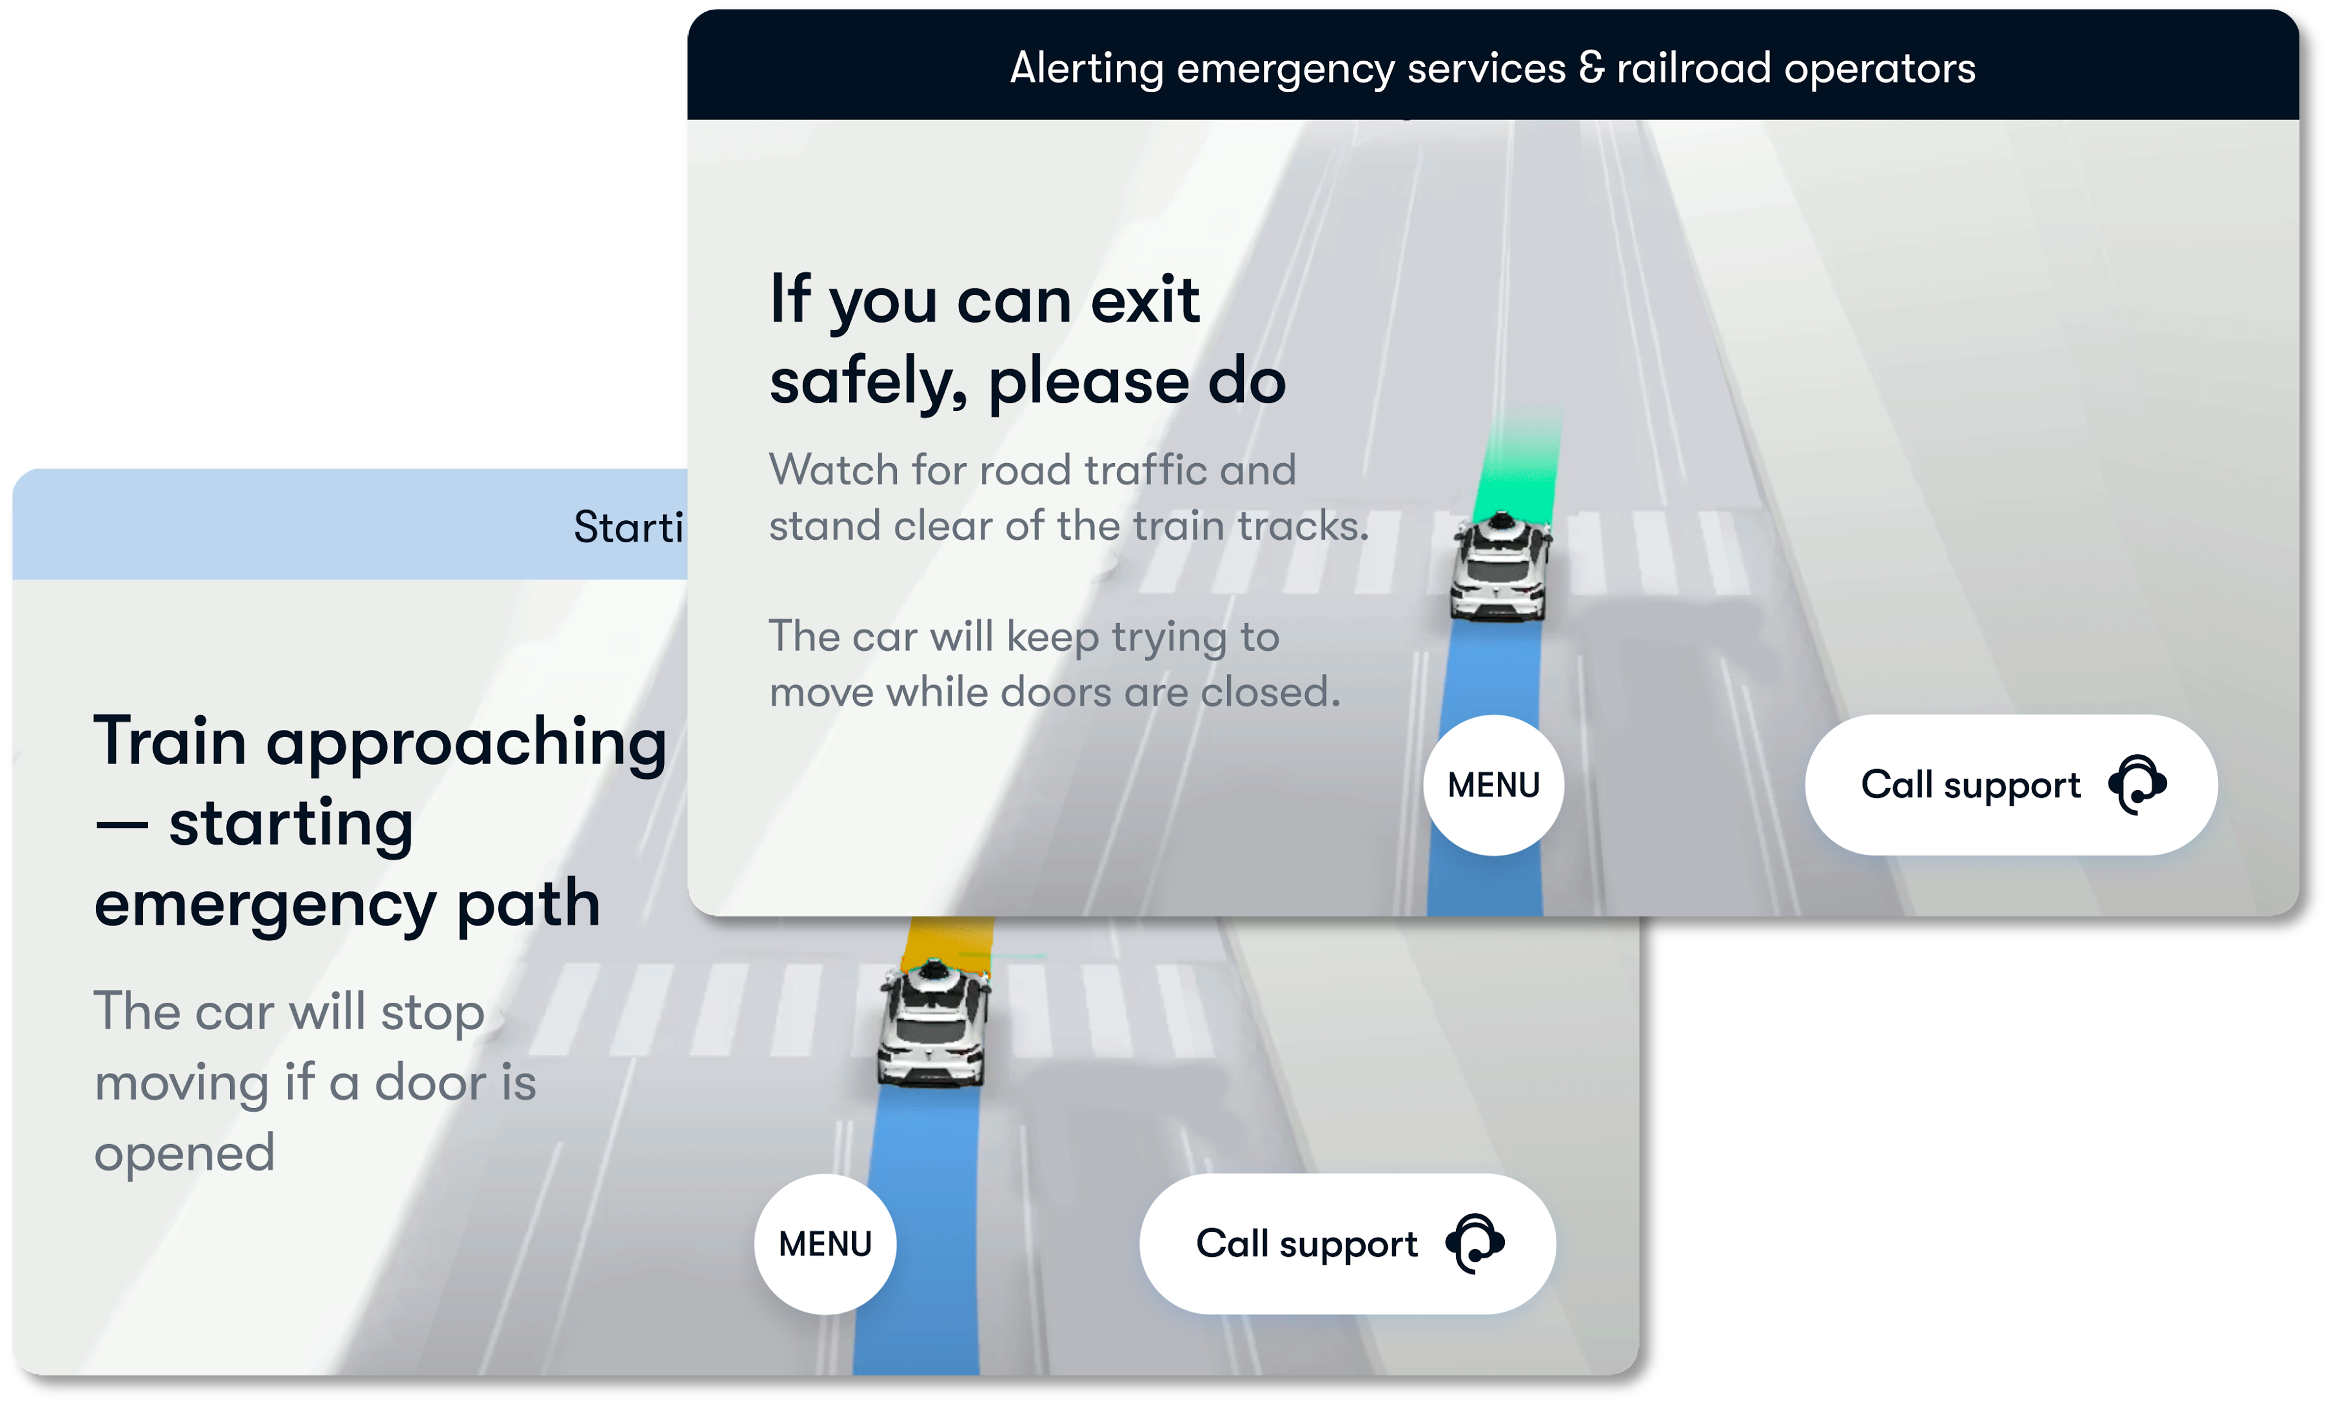 Alerting emergency services & railroad operators
If you can exit
safely, please do
Watch for road traffic and
stand clear of the train tracks.
The car will keep trying to
move while doors are closed.
MENU
Call support
Starti
Train approaching
— starting
emergency path
The car will stop
moving if a door is
opened
MENU
Call support